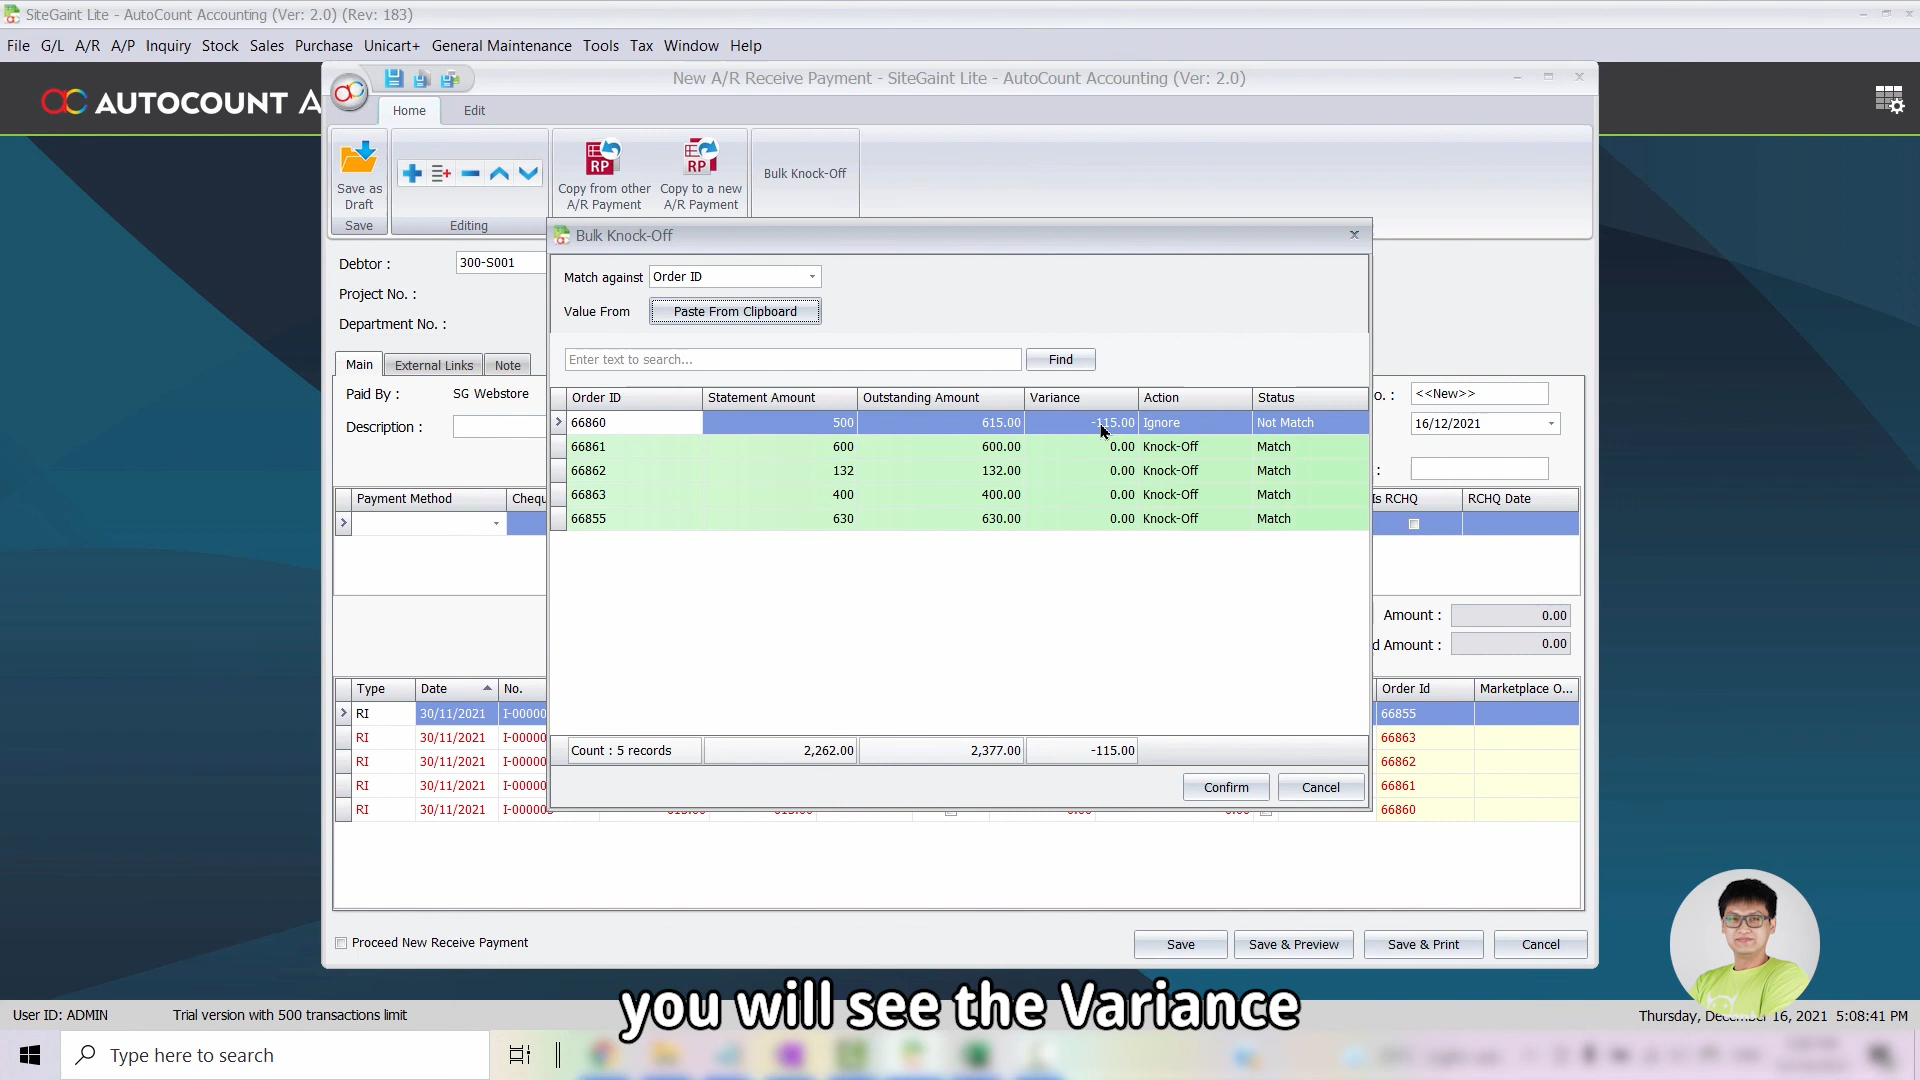 SiteGaint Lite - AutoCount Accounting (Ver: 2.0) (Rev: 183)
File G/L A/R A/P Inquiry Stock Sales Purchase Unicart+ General Maintenance Tools Tax Window Help
AUTOCOUNT A
New A/R Receive Payment - SiteGaint Lite - AutoCount Accounting (Ver: 2.0)
Home Edit
RP RP
Save as Draft
Copy from other A/R Payment
Copy to a new A/R Payment
Bulk Knock-Off
Save Editing
Debtor : 300-S001
Project No. :
Department No. :
Main External Links Note
Paid By : SG Webstore
Description :
o. : <<New>>
16/12/2021
:
Payment Method Chequ
Is RCHQ RCHQ Date
Amount : 0.00
d Amount : 0.00
Bulk Knock-Off
Match against Order ID
Value From Paste From Clipboard
Enter text to search... Find
Order ID Statement Amount Outstanding Amount Variance Action Status
66860 500 615.00 -115.00 Ignore Not Match
66861 600 600.00 0.00 Knock-Off Match
66862 132 132.00 0.00 Knock-Off Match
66863 400 400.00 0.00 Knock-Off Match
66855 630 630.00 0.00 Knock-Off Match
Count : 5 records 2,262.00 2,377.00 -115.00
Confirm Cancel
Type Date No. Order Id Marketplace O...
RI 30/11/2021 I-00000 66855
RI 30/11/2021 I-00000 66863
RI 30/11/2021 I-00000 66862
RI 30/11/2021 I-00000 66861
RI 30/11/2021 66860
Proceed New Receive Payment
Save Save & Preview Save & Print Cancel
you will see the Variance
User ID: ADMIN Trial version with 500 transactions limit
16, 2021 5:08:41 PM
Thursday,
Type here to search